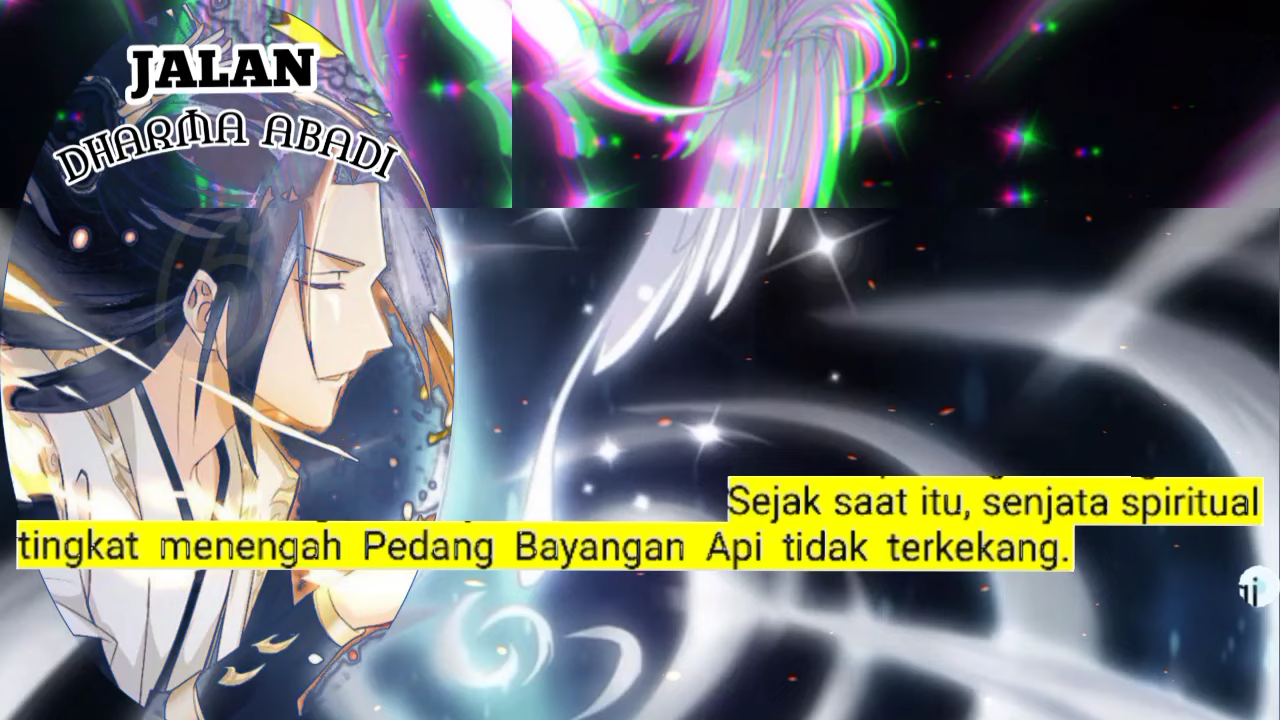 JALAN
DHARMA ABADI
Sejak saat itu, senjata spiritual
tingkat menengah Pedang Bayangan Api tidak terkekang.